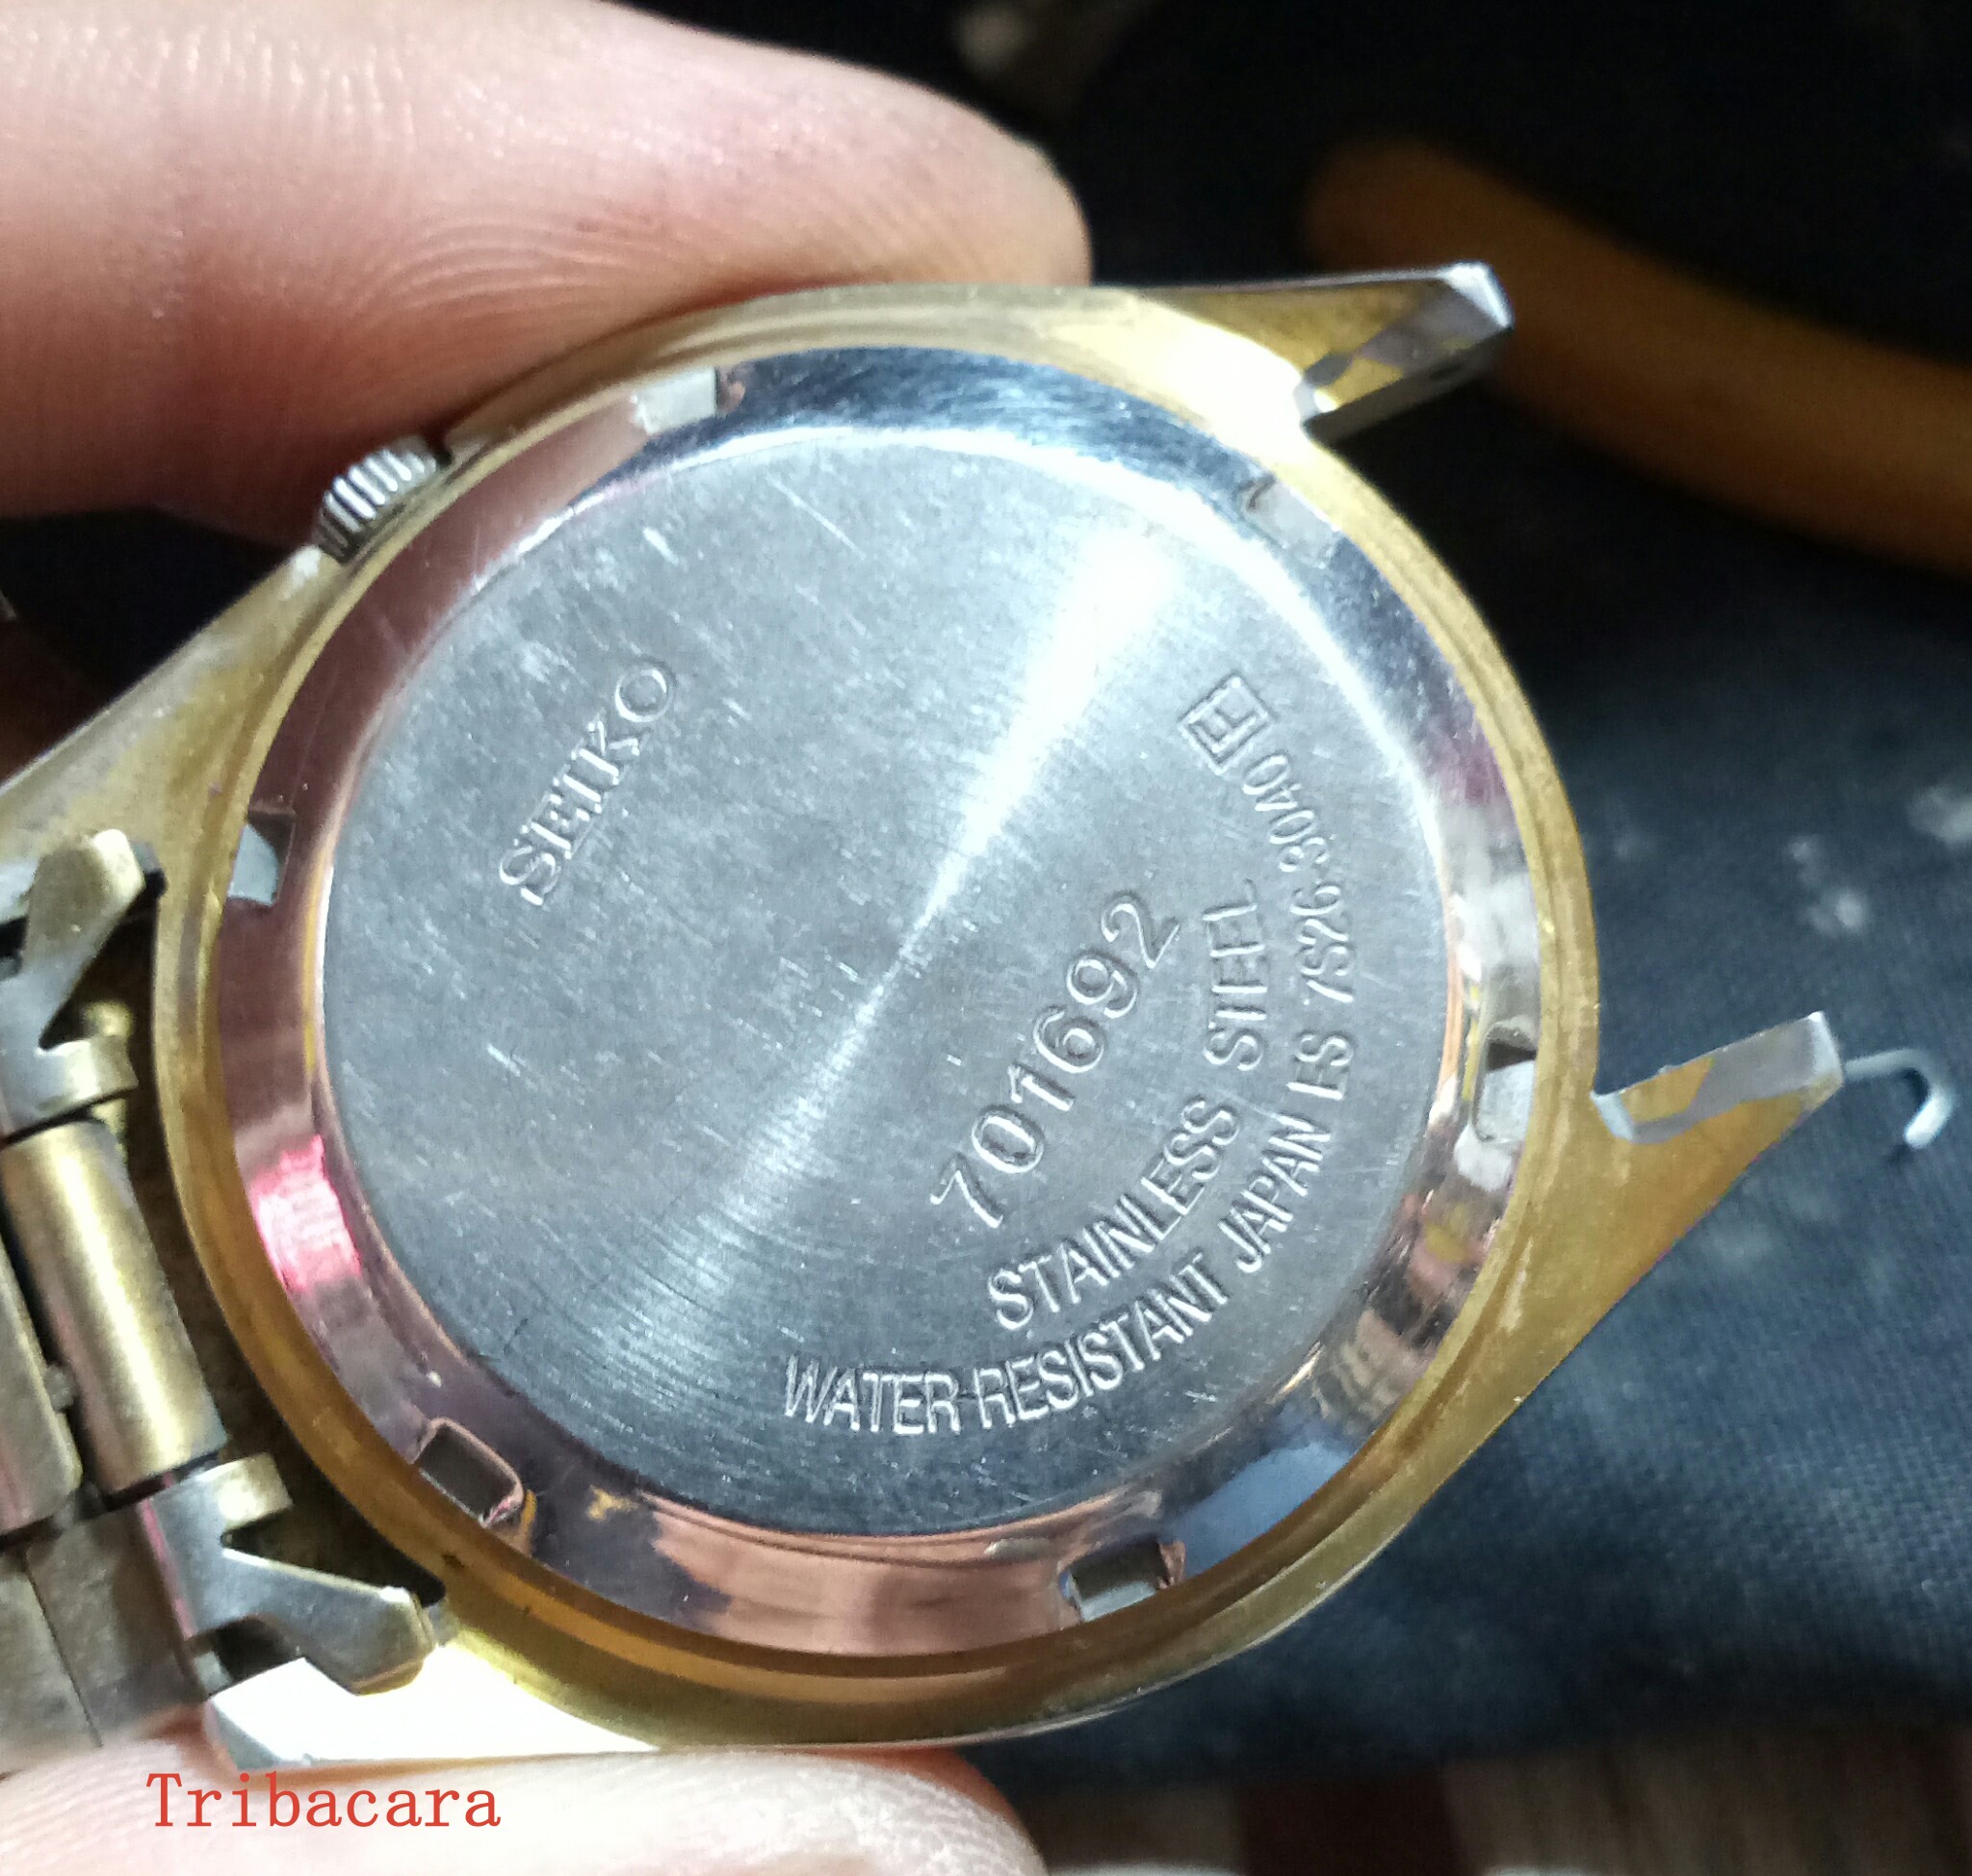 SEIKO
701692
STAINLESS STEEL
WATER RESISTANT JAPAN ES 7S26-3040 F
Tribacara